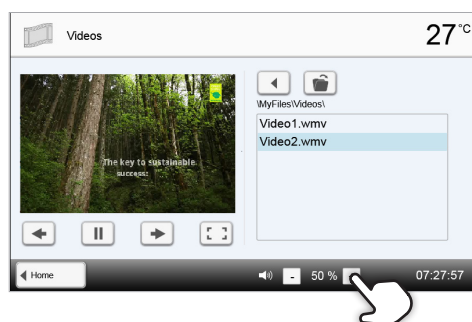 Videos
27°C
\MyFiles\Videos\
Video1.wmv
Video2.wmv
The key to sustainable
success:
Home
- 50 %
07:27:57